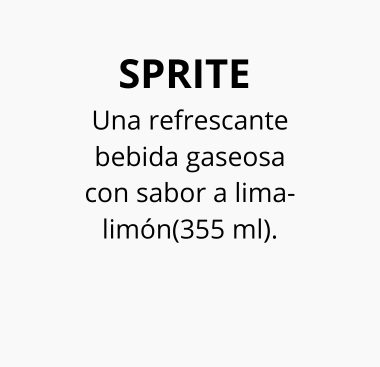 SPRITE
Una refrescante
bebida gaseosa
con sabor a lima-
limón(355 ml).